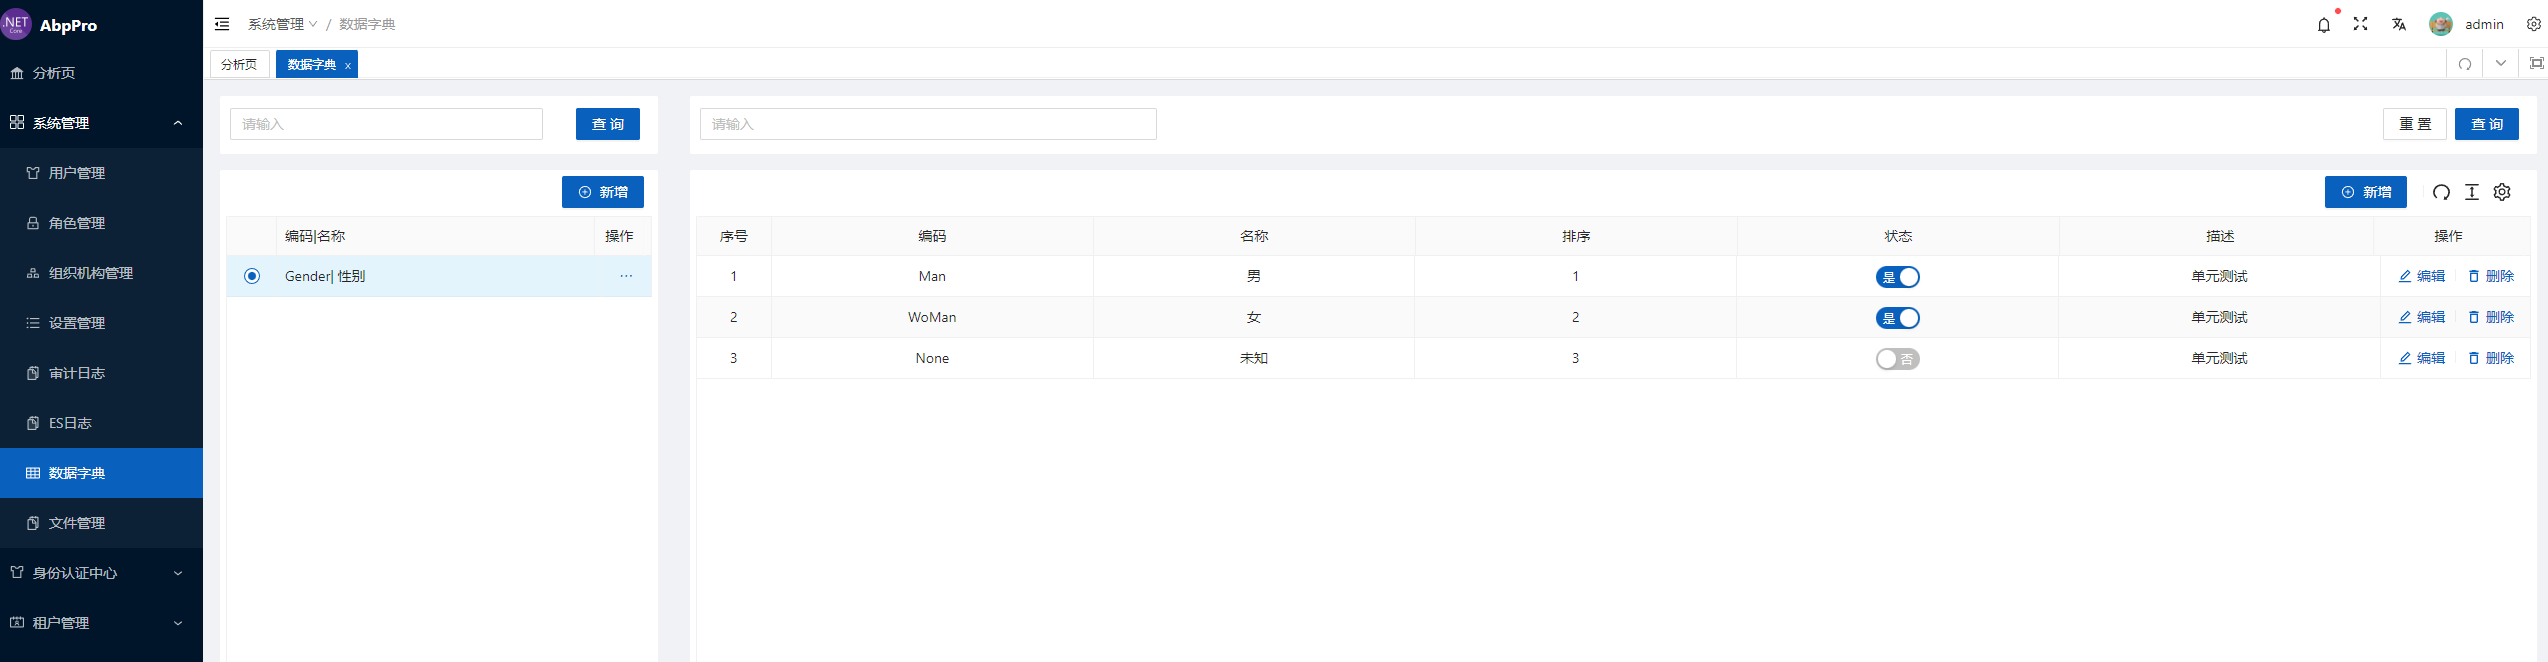 .NET Core AbpPro
分析页
系统管理
用户管理
角色管理
组织机构管理
设置管理
审计日志
ES日志
数据字典
文件管理
身份认证中心
租户管理
系统管理 / 数据字典
admin
分析页 数据字典 x
请输入 查 询
新增
编码|名称 操作
Gender| 性别 ...
请输入 重 置 查 询
新增
序号 编码 名称 排序 状态 描述 操作
1 Man 男 1 是 单元测试 编辑 删除
2 WoMan 女 2 是 单元测试 编辑 删除
3 None 未知 3 否 单元测试 编辑 删除